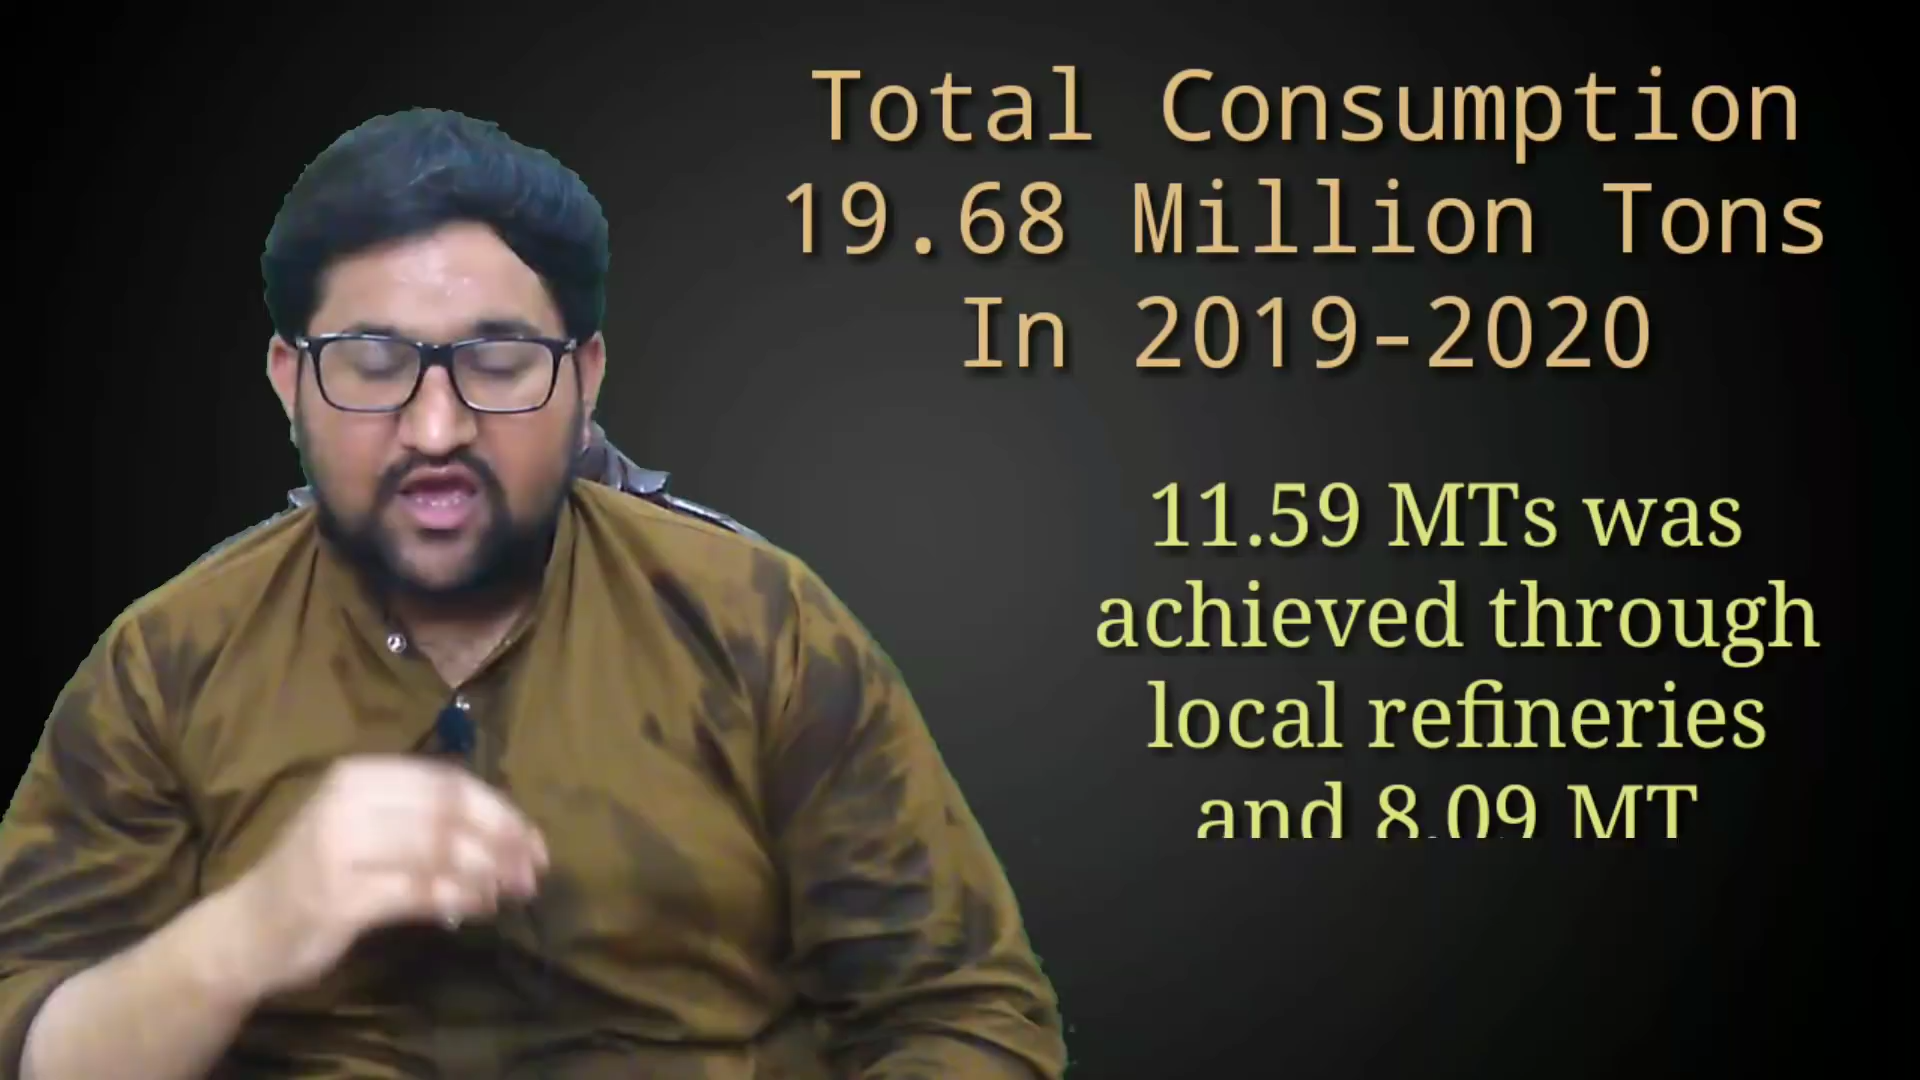 Total Consumption
19.68 Million Tons
In 2019-2020
11.59 MTs was
achieved through
local refineries
and 8.09 MT